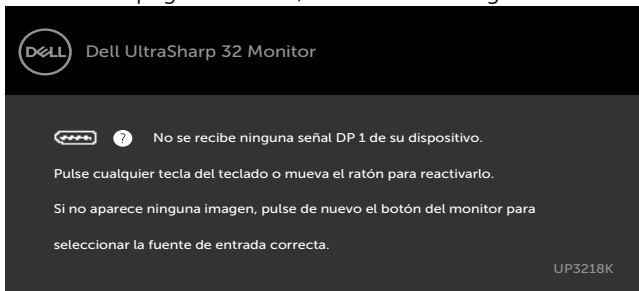 DELL Dell UltraSharp 32 Monitor
? No se recibe ninguna señal DP 1 de su dispositivo.
Pulse cualquier tecla del teclado o mueva el ratón para reactivarlo.
Si no aparece ninguna imagen, pulse de nuevo el botón del monitor para
seleccionar la fuente de entrada correcta.
UP3218K